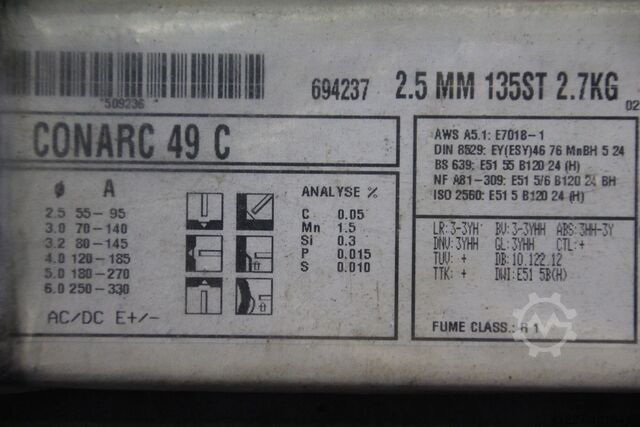 *509236*
694237
2.5 MM 135ST 2.7KG
02
CONARC 49 C
ø A
2.5 55-95
3.0 70-140
3.2 80-145
4.0 120-185
5.0 180-270
6.0 250-330
AC/DC E+/-
ANALYSE %
C 0.05
Mn 1.5
Si 0.3
P 0.015
S 0.010
AWS A5.1: E7018-1
DIN 8529: EY(ESY)46 76 MnBH 5 24
BS 639: E51 55 B120 24 (H)
NF A81-309: E51 5/6 B120 24 BH
ISO 2560: E51 5 B120 24 (H)
LR: 3-3YH BV: 3-3YHH ABS: 3HH-3Y
DNV: 3YHH GL: 3YHH CTL: +
TUV: + DB: 10.122.12
TTK: + DWI: E51 5B(H)
FUME CLASS.: 6 1